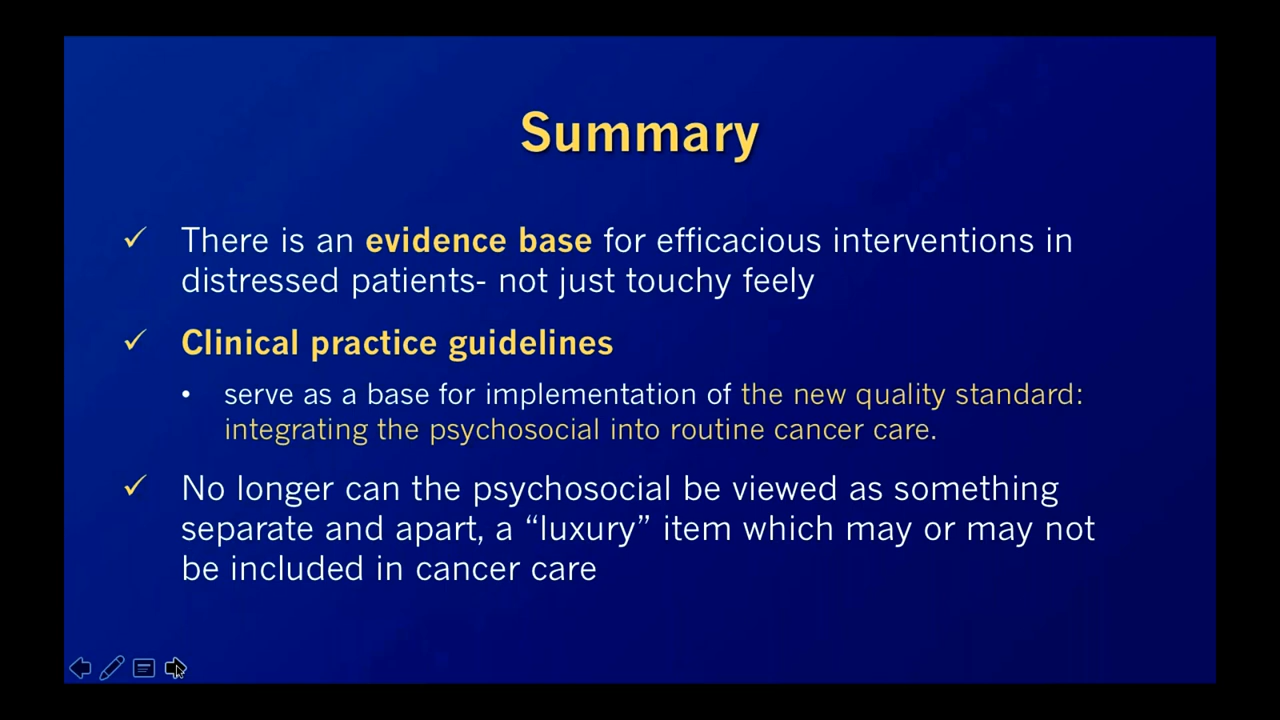 Summary
✓ There is an evidence base for efficacious interventions in
distressed patients- not just touchy feely
✓ Clinical practice guidelines
• serve as a base for implementation of the new quality standard:
integrating the psychosocial into routine cancer care.
✓ No longer can the psychosocial be viewed as something
separate and apart, a “luxury” item which may or may not
be included in cancer care